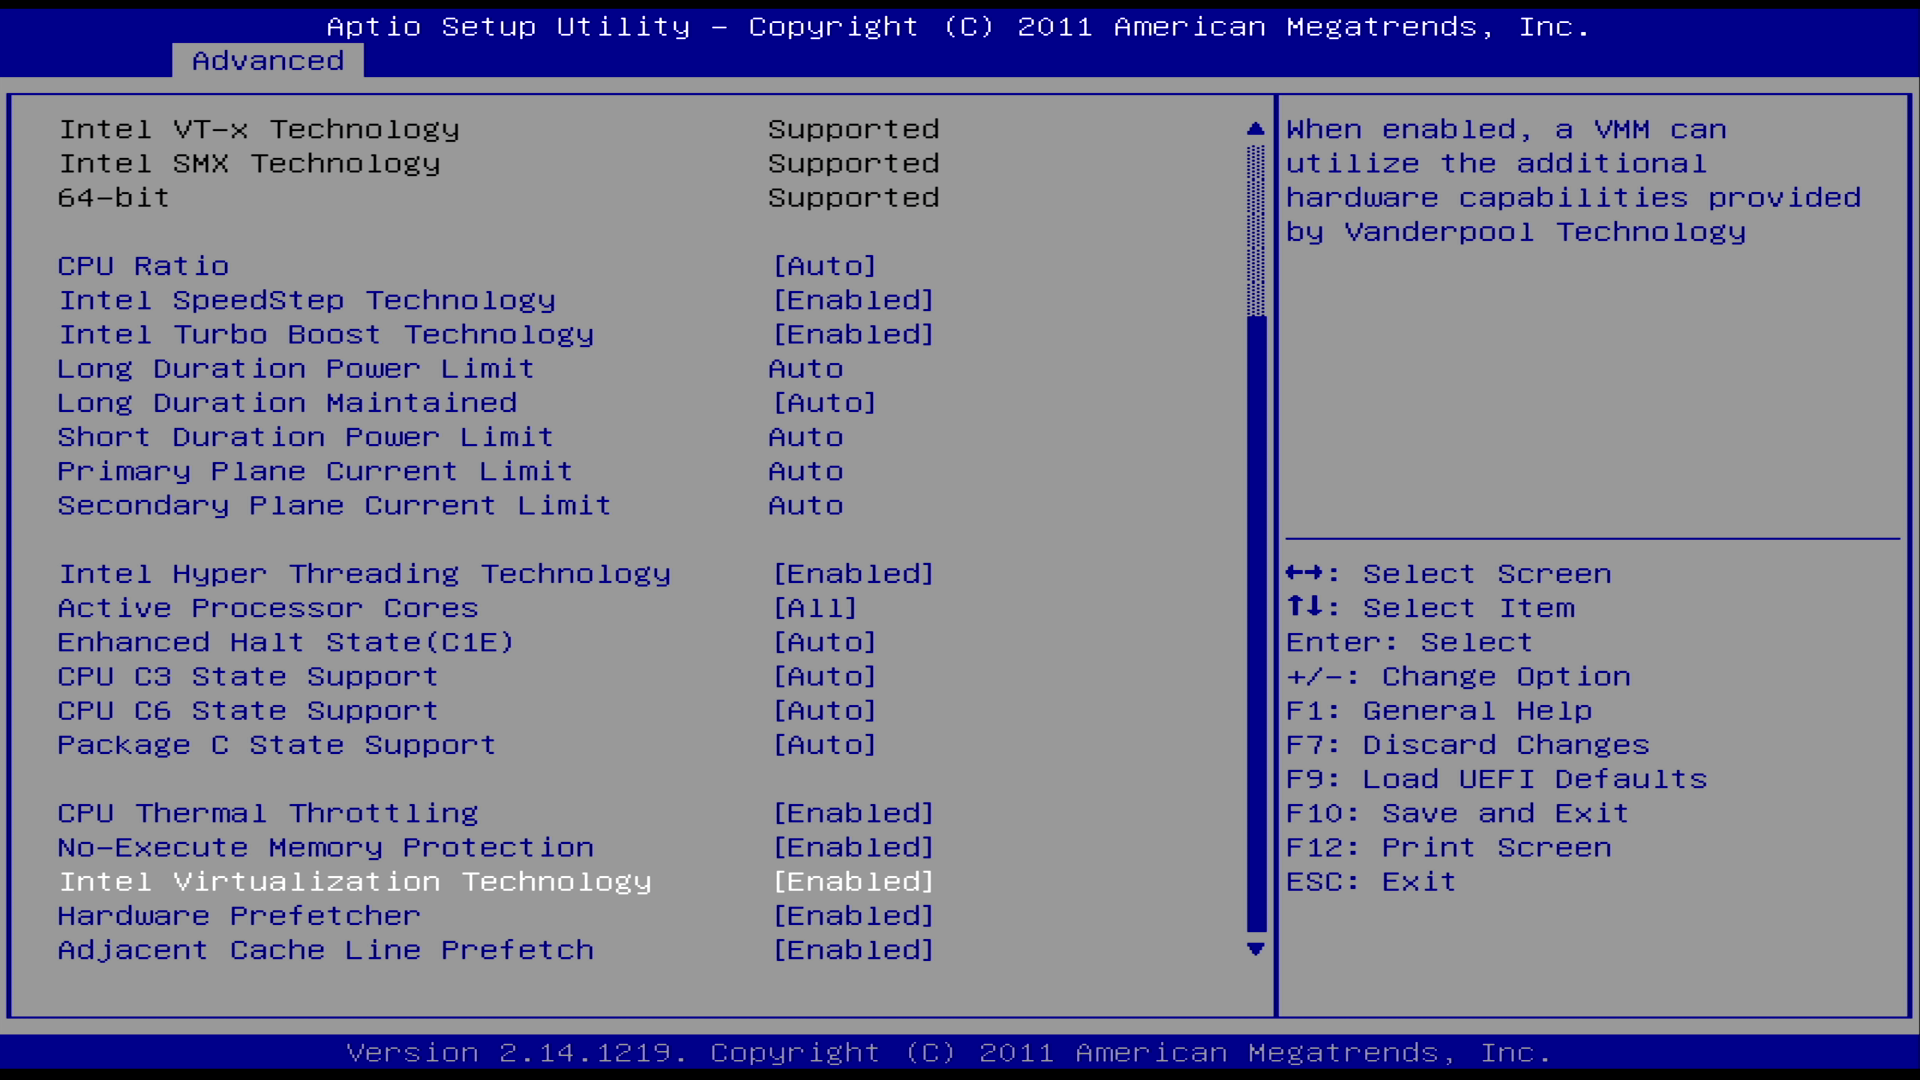 Aptio Setup Utility – Copyright (C) 2011 American Megatrends, Inc.
Advanced
Intel VT–x Technology Supported
Intel SMX Technology Supported
64–bit Supported
CPU Ratio [Auto]
Intel SpeedStep Technology [Enabled]
Intel Turbo Boost Technology [Enabled]
Long Duration Power Limit Auto
Long Duration Maintained [Auto]
Short Duration Power Limit Auto
Primary Plane Current Limit Auto
Secondary Plane Current Limit Auto
Intel Hyper Threading Technology [Enabled]
Active Processor Cores [All]
Enhanced Halt State(C1E) [Auto]
CPU C3 State Support [Auto]
CPU C6 State Support [Auto]
Package C State Support [Auto]
CPU Thermal Throttling [Enabled]
No–Execute Memory Protection [Enabled]
Intel Virtualization Technology [Enabled]
Hardware Prefetcher [Enabled]
Adjacent Cache Line Prefetch [Enabled]
When enabled, a VMM can
utilize the additional
hardware capabilities provided
by Vanderpool Technology
←→: Select Screen
↑↓: Select Item
Enter: Select
+/–: Change Option
F1: General Help
F7: Discard Changes
F9: Load UEFI Defaults
F10: Save and Exit
F12: Print Screen
ESC: Exit
Version 2.14.1219. Copyright (C) 2011 American Megatrends, Inc.